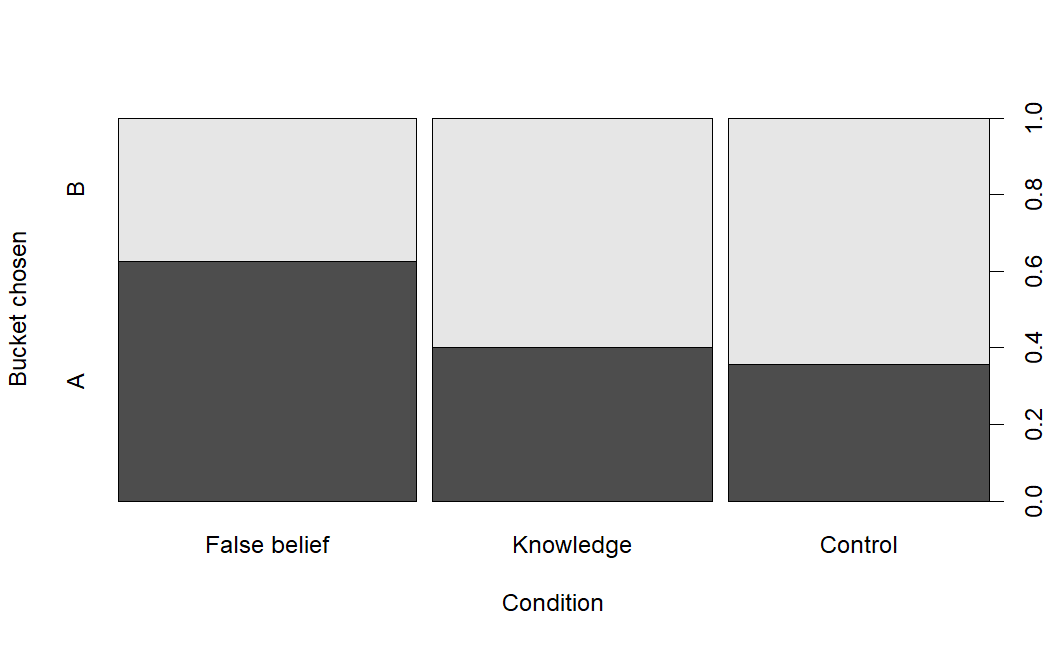 Bucket chosen
B
A
1.0
0.8
0.6
0.4
0.2
0.0
False belief
Knowledge
Control
Condition